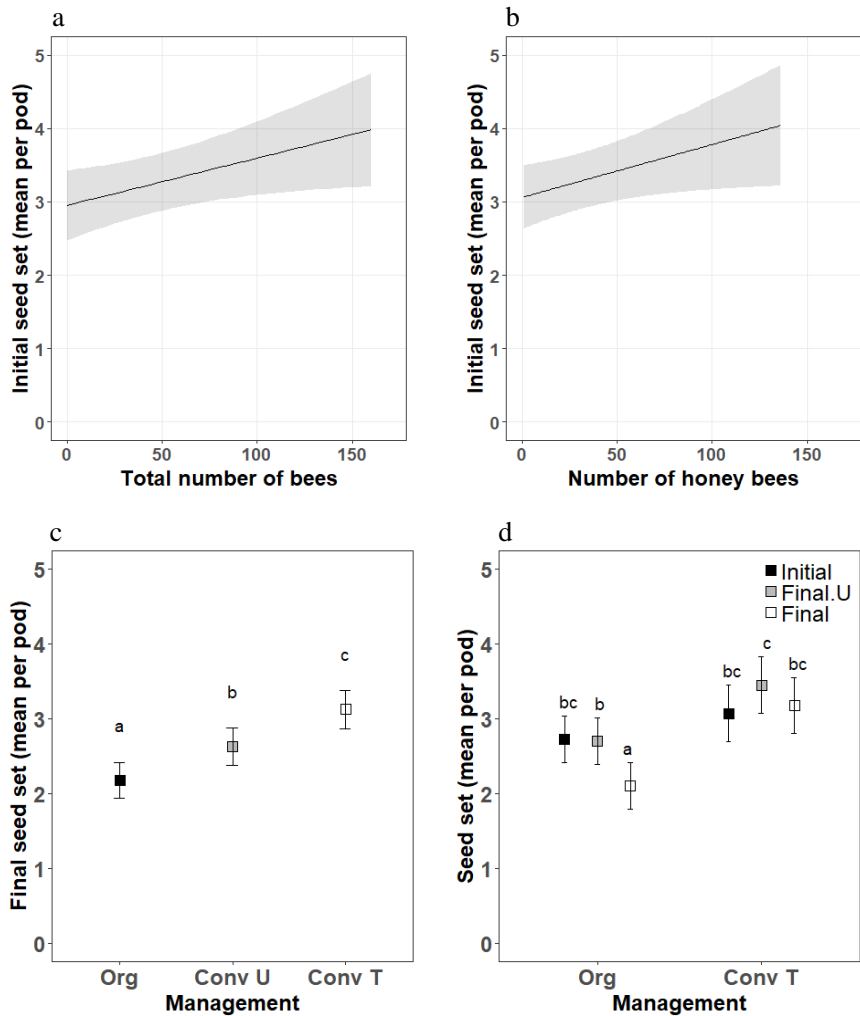 a
Initial seed set (mean per pod)
5
4
3
2
1
0
0 50 100 150
Total number of bees
b
Initial seed set (mean per pod)
5
4
3
2
1
0
0 50 100 150
Number of honey bees
c
Final seed set (mean per pod)
5
4
3
2
1
0
a
b
c
Org Conv U Conv T
Management
d
Seed set (mean per pod)
5
4
3
2
1
0
Initial
Final.U
Final
bc b a bc c bc
Org Conv T
Management